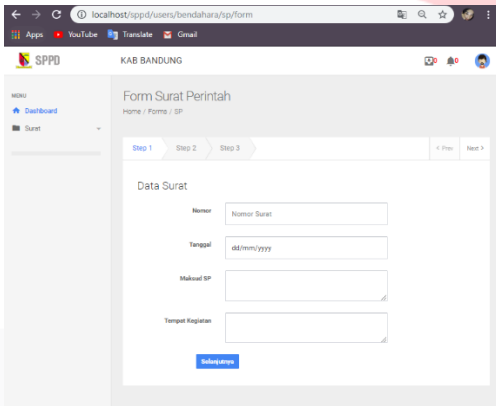 localhost/sppd/users/bendahara/sp/form
Apps YouTube Translate Gmail
SPPD KAB BANDUNG 0 0
MENU
Dashboard
Surat
Form Surat Perintah
Home / Forms / SP
Step 1 Step 2 Step 3 < Prev Next >
Data Surat
Nomor Nomor Surat
Tanggal dd/mm/yyyy
Maksud SP
Tempat Kegiatan
Selanjutnya